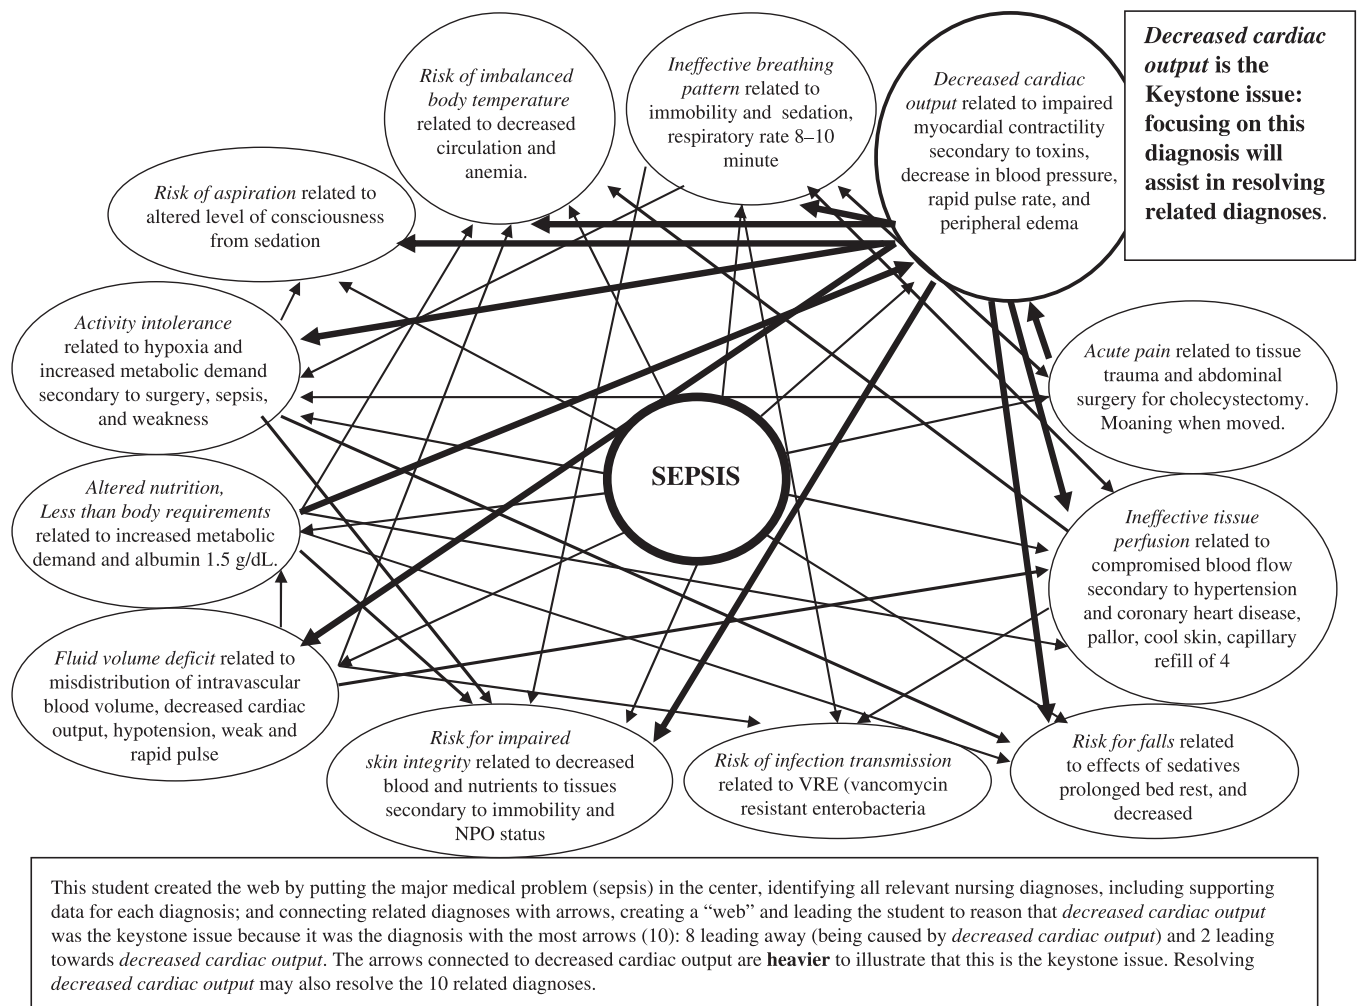 Risk of imbalanced
body temperature
related to decreased
circulation and
anemia.
Ineffective breathing
pattern related to
immobility and sedation,
respiratory rate 8–10
minute
Decreased cardiac
output related to impaired
myocardial contractility
secondary to toxins,
decrease in blood pressure,
rapid pulse rate, and
peripheral edema
Decreased cardiac
output is the
Keystone issue:
focusing on this
diagnosis will
assist in resolving
related diagnoses.
Risk of aspiration related to
altered level of consciousness
from sedation
Activity intolerance
related to hypoxia and
increased metabolic demand
secondary to surgery, sepsis,
and weakness
Acute pain related to tissue
trauma and abdominal
surgery for cholecystectomy.
Moaning when moved.
SEPSIS
Altered nutrition,
Less than body requirements
related to increased metabolic
demand and albumin 1.5 g/dL.
Ineffective tissue
perfusion related to
compromised blood flow
secondary to hypertension
and coronary heart disease,
pallor, cool skin, capillary
refill of 4
Fluid volume deficit related to
misdistribution of intravascular
blood volume, decreased cardiac
output, hypotension, weak and
rapid pulse
Risk for impaired
skin integrity related to decreased
blood and nutrients to tissues
secondary to immobility and
NPO status
Risk of infection transmission
related to VRE (vancomycin
resistant enterobacteria
Risk for falls related
to effects of sedatives
prolonged bed rest, and
decreased
This student created the web by putting the major medical problem (sepsis) in the center, identifying all relevant nursing diagnoses, including supporting
data for each diagnosis; and connecting related diagnoses with arrows, creating a “web” and leading the student to reason that decreased cardiac output
was the keystone issue because it was the diagnosis with the most arrows (10): 8 leading away (being caused by decreased cardiac output) and 2 leading
towards decreased cardiac output. The arrows connected to decreased cardiac output are heavier to illustrate that this is the keystone issue. Resolving
decreased cardiac output may also resolve the 10 related diagnoses.